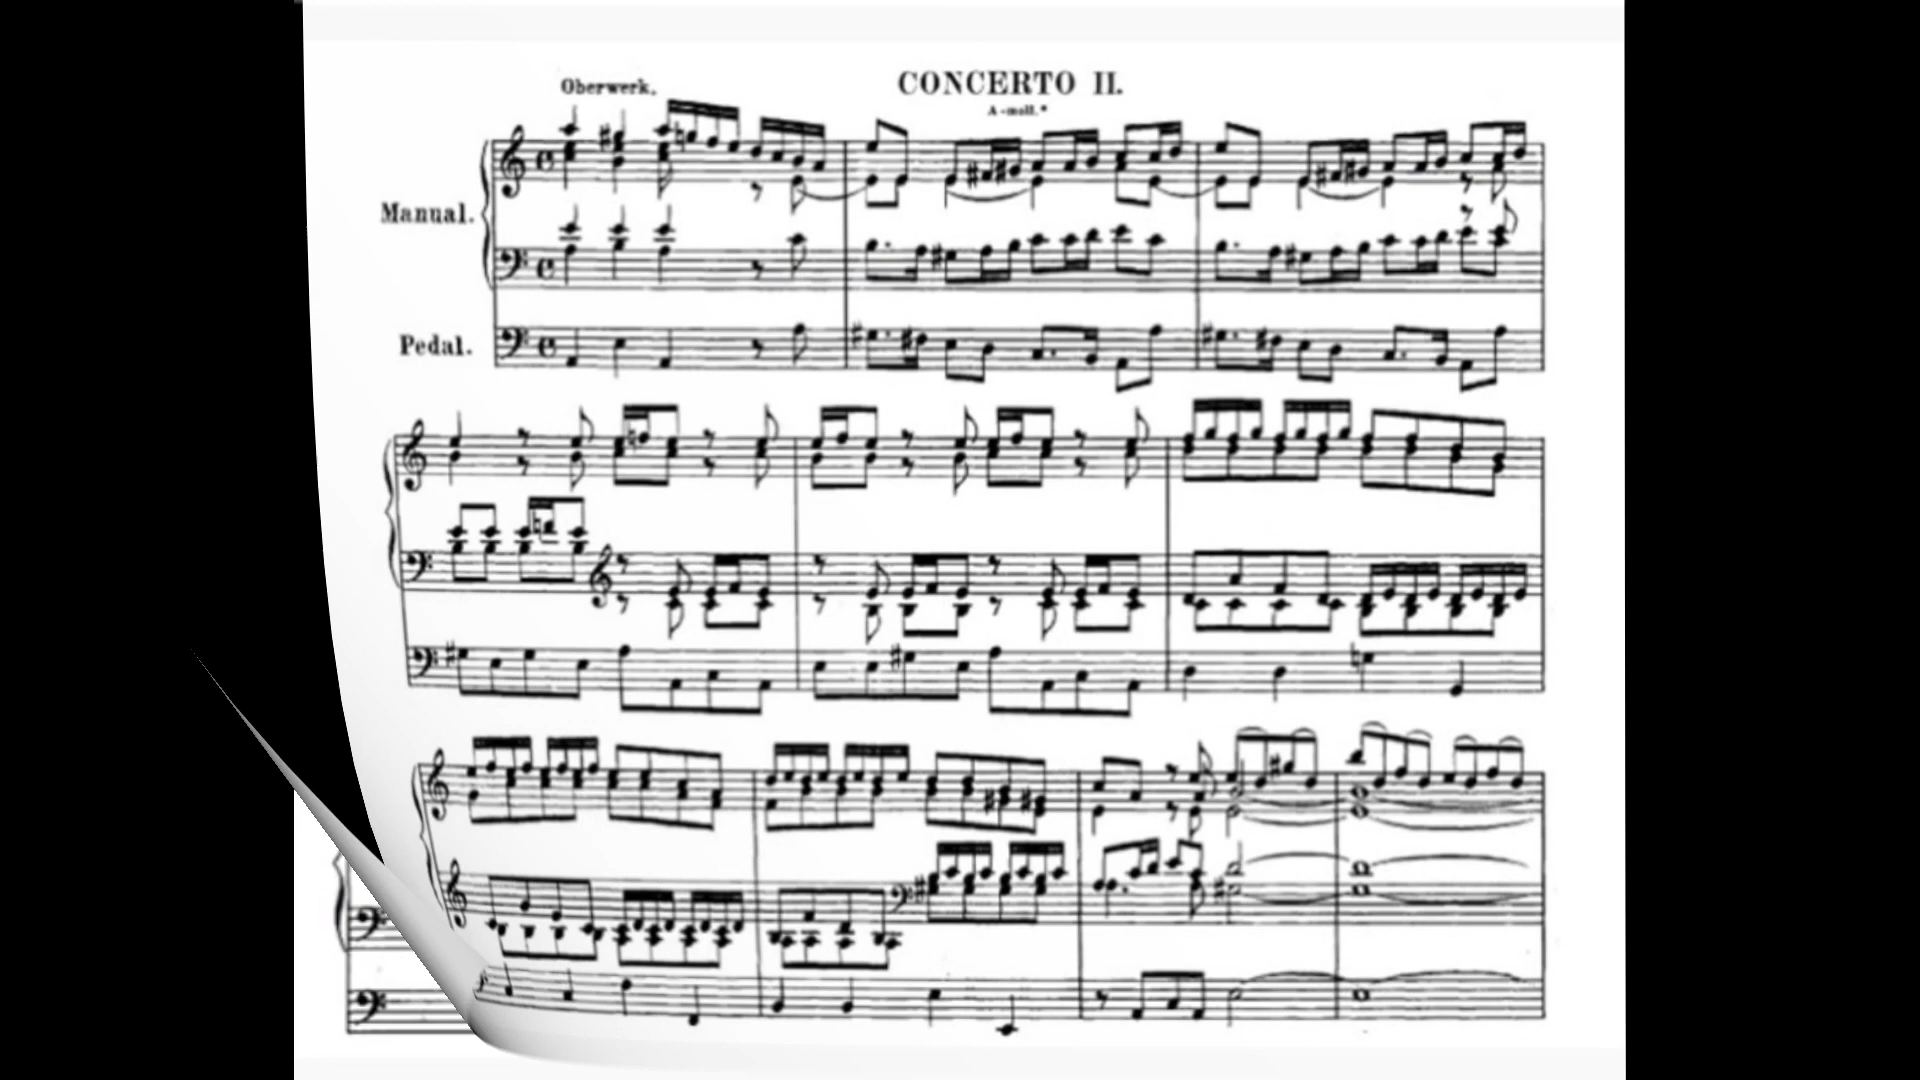 CONCERTO II.
A-moll.*
Oberwerk.
Manual.
Pedal.